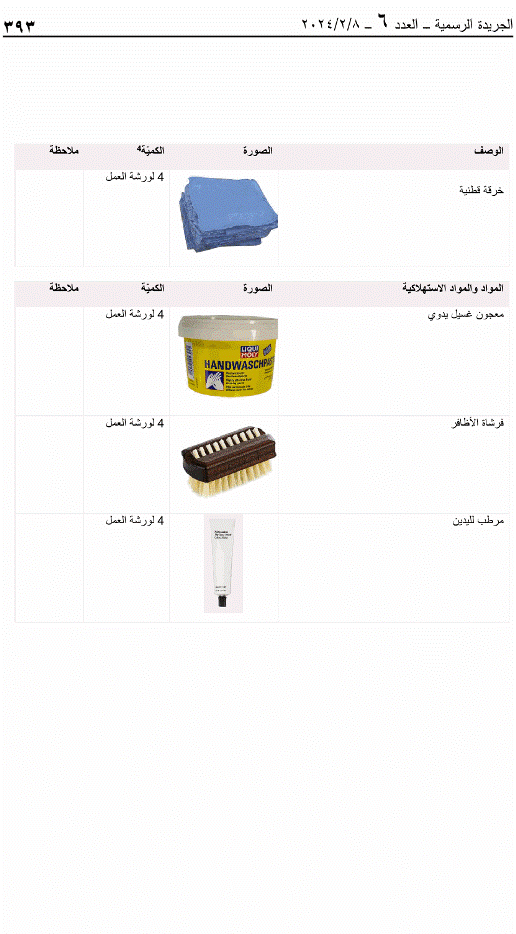 الجريدة الرسمية – العدد ٦ – ٢٠٢٤/٢/٨ ٣٩٣
الوصف الصورة الكميّة4 ملاحظة
خرقة قطنية 4 لورشة العمل
المواد والمواد الاستهلاكية الصورة الكميّة ملاحظة
معجون غسيل يدوي 4 لورشة العمل
LIQUI
MOLY
HANDWASCHPAS
فرشاة الأظافر 4 لورشة العمل
مرطب لليدين 4 لورشة العمل